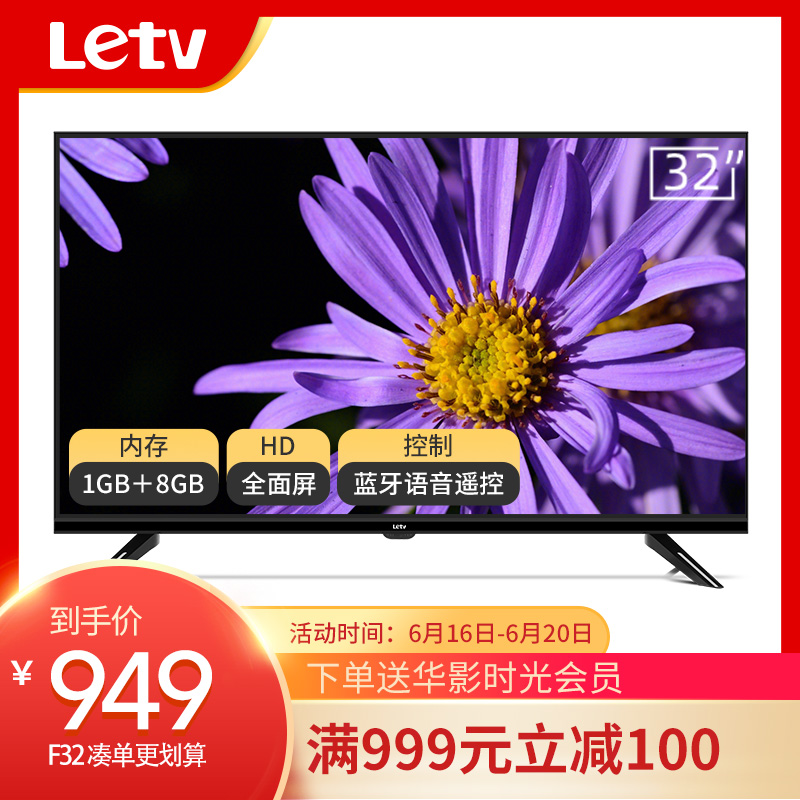 Letv
32”
内存
1GB+8GB
HD
全面屏
控制
蓝牙语音遥控
Letv
到手价
¥949
F32凑单更划算
活动时间：6月16日-6月20日
下单送华影时光会员
满999元立减100